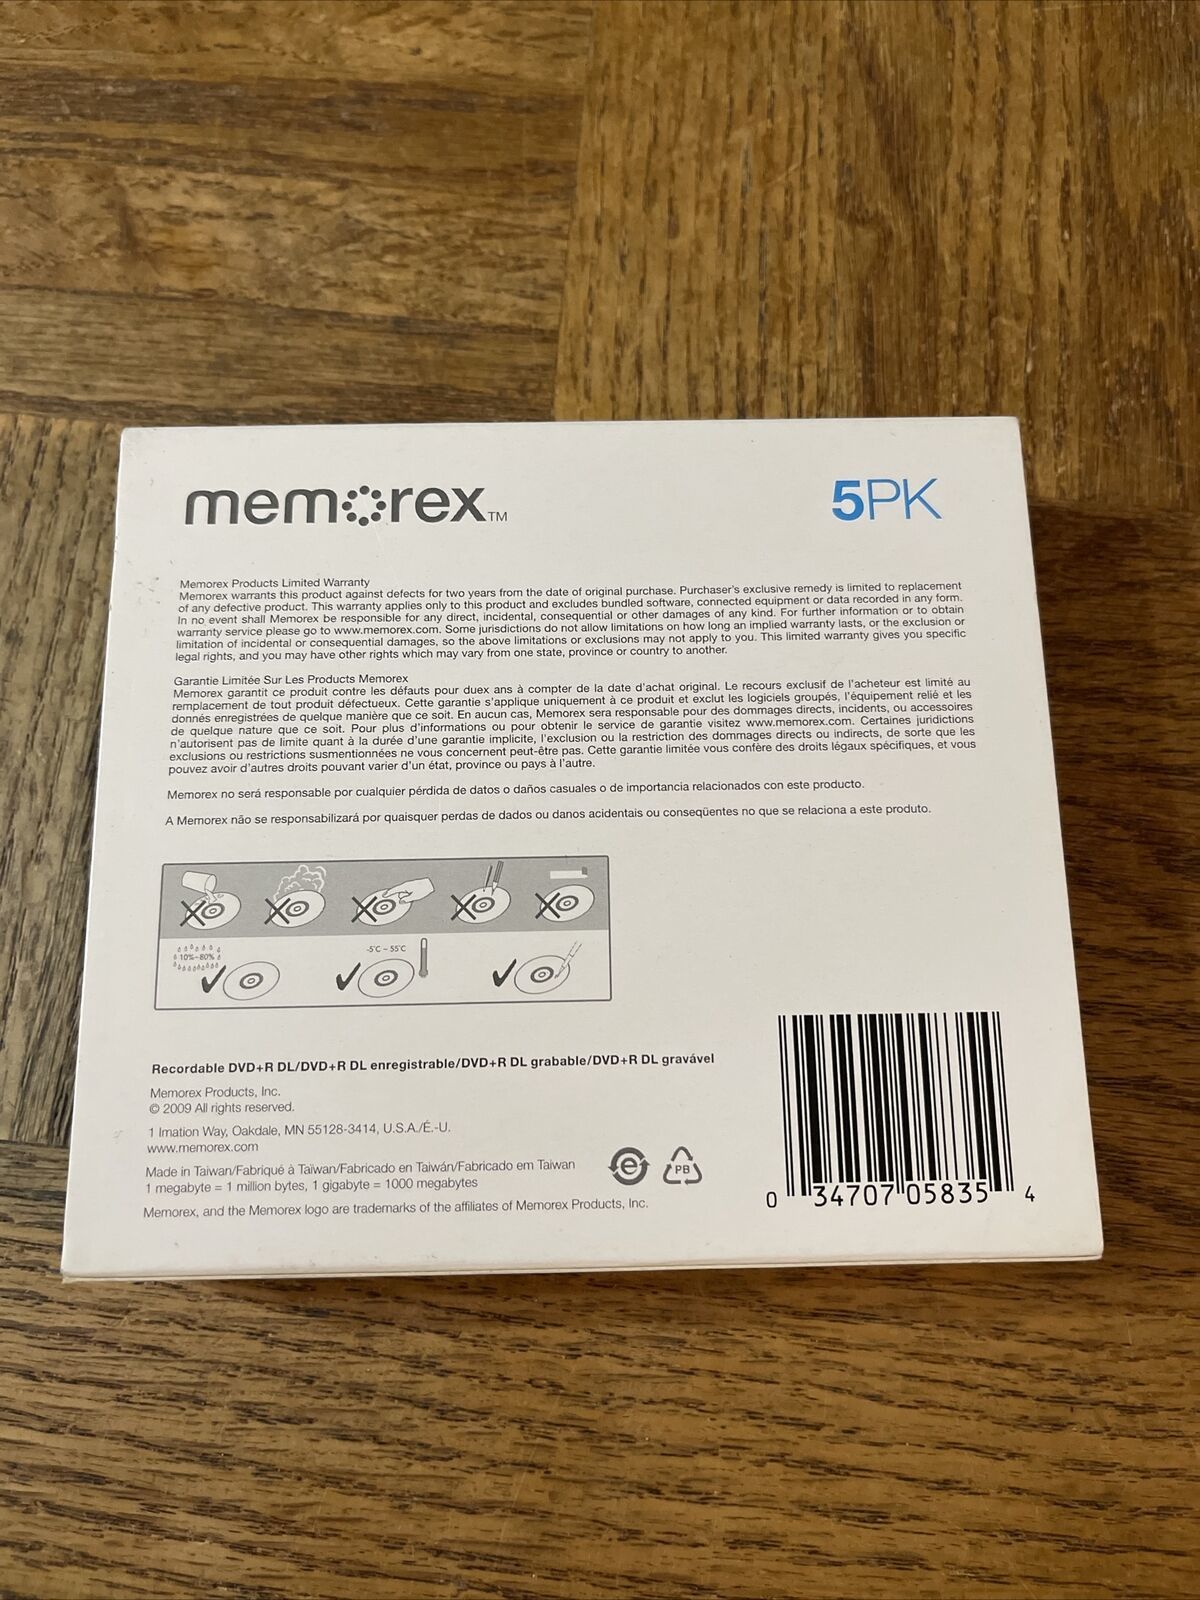 memorex™
5PK
Memorex Products Limited Warranty
Memorex warrants this product against defects for two years from the date of original purchase. Purchaser's exclusive remedy is limited to replacement
of any defective product. This warranty applies only to this product and excludes bundled software, connected equipment or data recorded in any form.
In no event shall Memorex be responsible for any direct, incidental, consequential or other damages of any kind. For further information or to obtain
warranty service please go to www.memorex.com. Some jurisdictions do not allow limitations on how long an implied warranty lasts, or the exclusion or
limitation of incidental or consequential damages, so the above limitations or exclusions may not apply to you. This limited warranty gives you specific
legal rights, and you may have other rights which may vary from one state, province or country to another.
Garantie Limitée Sur Les Products Memorex
Memorex garantit ce produit contre les défauts pour duex ans à compter de la date d'achat original. Le recours exclusif de l'acheteur est limité au
remplacement de tout produit défectueux. Cette garantie s'applique uniquement à ce produit et exclut les logiciels groupés, l'équipement relié et les
donnés enregistrées de quelque manière que ce soit. En aucun cas, Memorex sera responsable pour des dommages directs, incidents, ou accessoires
de quelque nature que ce soit. Pour plus d'informations ou pour obtenir le service de garantie visitez www.memorex.com. Certaines juridictions
n'autorisent pas de limite quant à la durée d'une garantie implicite, l'exclusion ou la restriction des dommages directs ou indirects, de sorte que les
exclusions ou restrictions susmentionnées ne vous concernent peut-être pas. Cette garantie limitée vous confère des droits légaux spécifiques, et vous
pouvez avoir d'autres droits pouvant varier d'un état, province ou pays à l'autre.
Memorex no será responsable por cualquier pérdida de datos o daños casuales o de importancia relacionados con este producto.
A Memorex não se responsabilizará por quaisquer perdas de dados ou danos acidentais ou conseqüentes no que se relaciona a este produto.
10%~80%
-5°C ~ 55°C
Recordable DVD+R DL/DVD+R DL enregistrable/DVD+R DL grabable/DVD+R DL gravável
Memorex Products, Inc.
© 2009 All rights reserved.
1 Imation Way, Oakdale, MN 55128-3414, U.S.A./É.-U.
www.memorex.com
Made in Taiwan/Fabriqué à Taiwan/Fabricado en Taiwán/Fabricado em Taiwan
1 megabyte = 1 million bytes, 1 gigabyte = 1000 megabytes
Memorex, and the Memorex logo are trademarks of the affiliates of Memorex Products, Inc.
e
PB
0 34707 05835 4